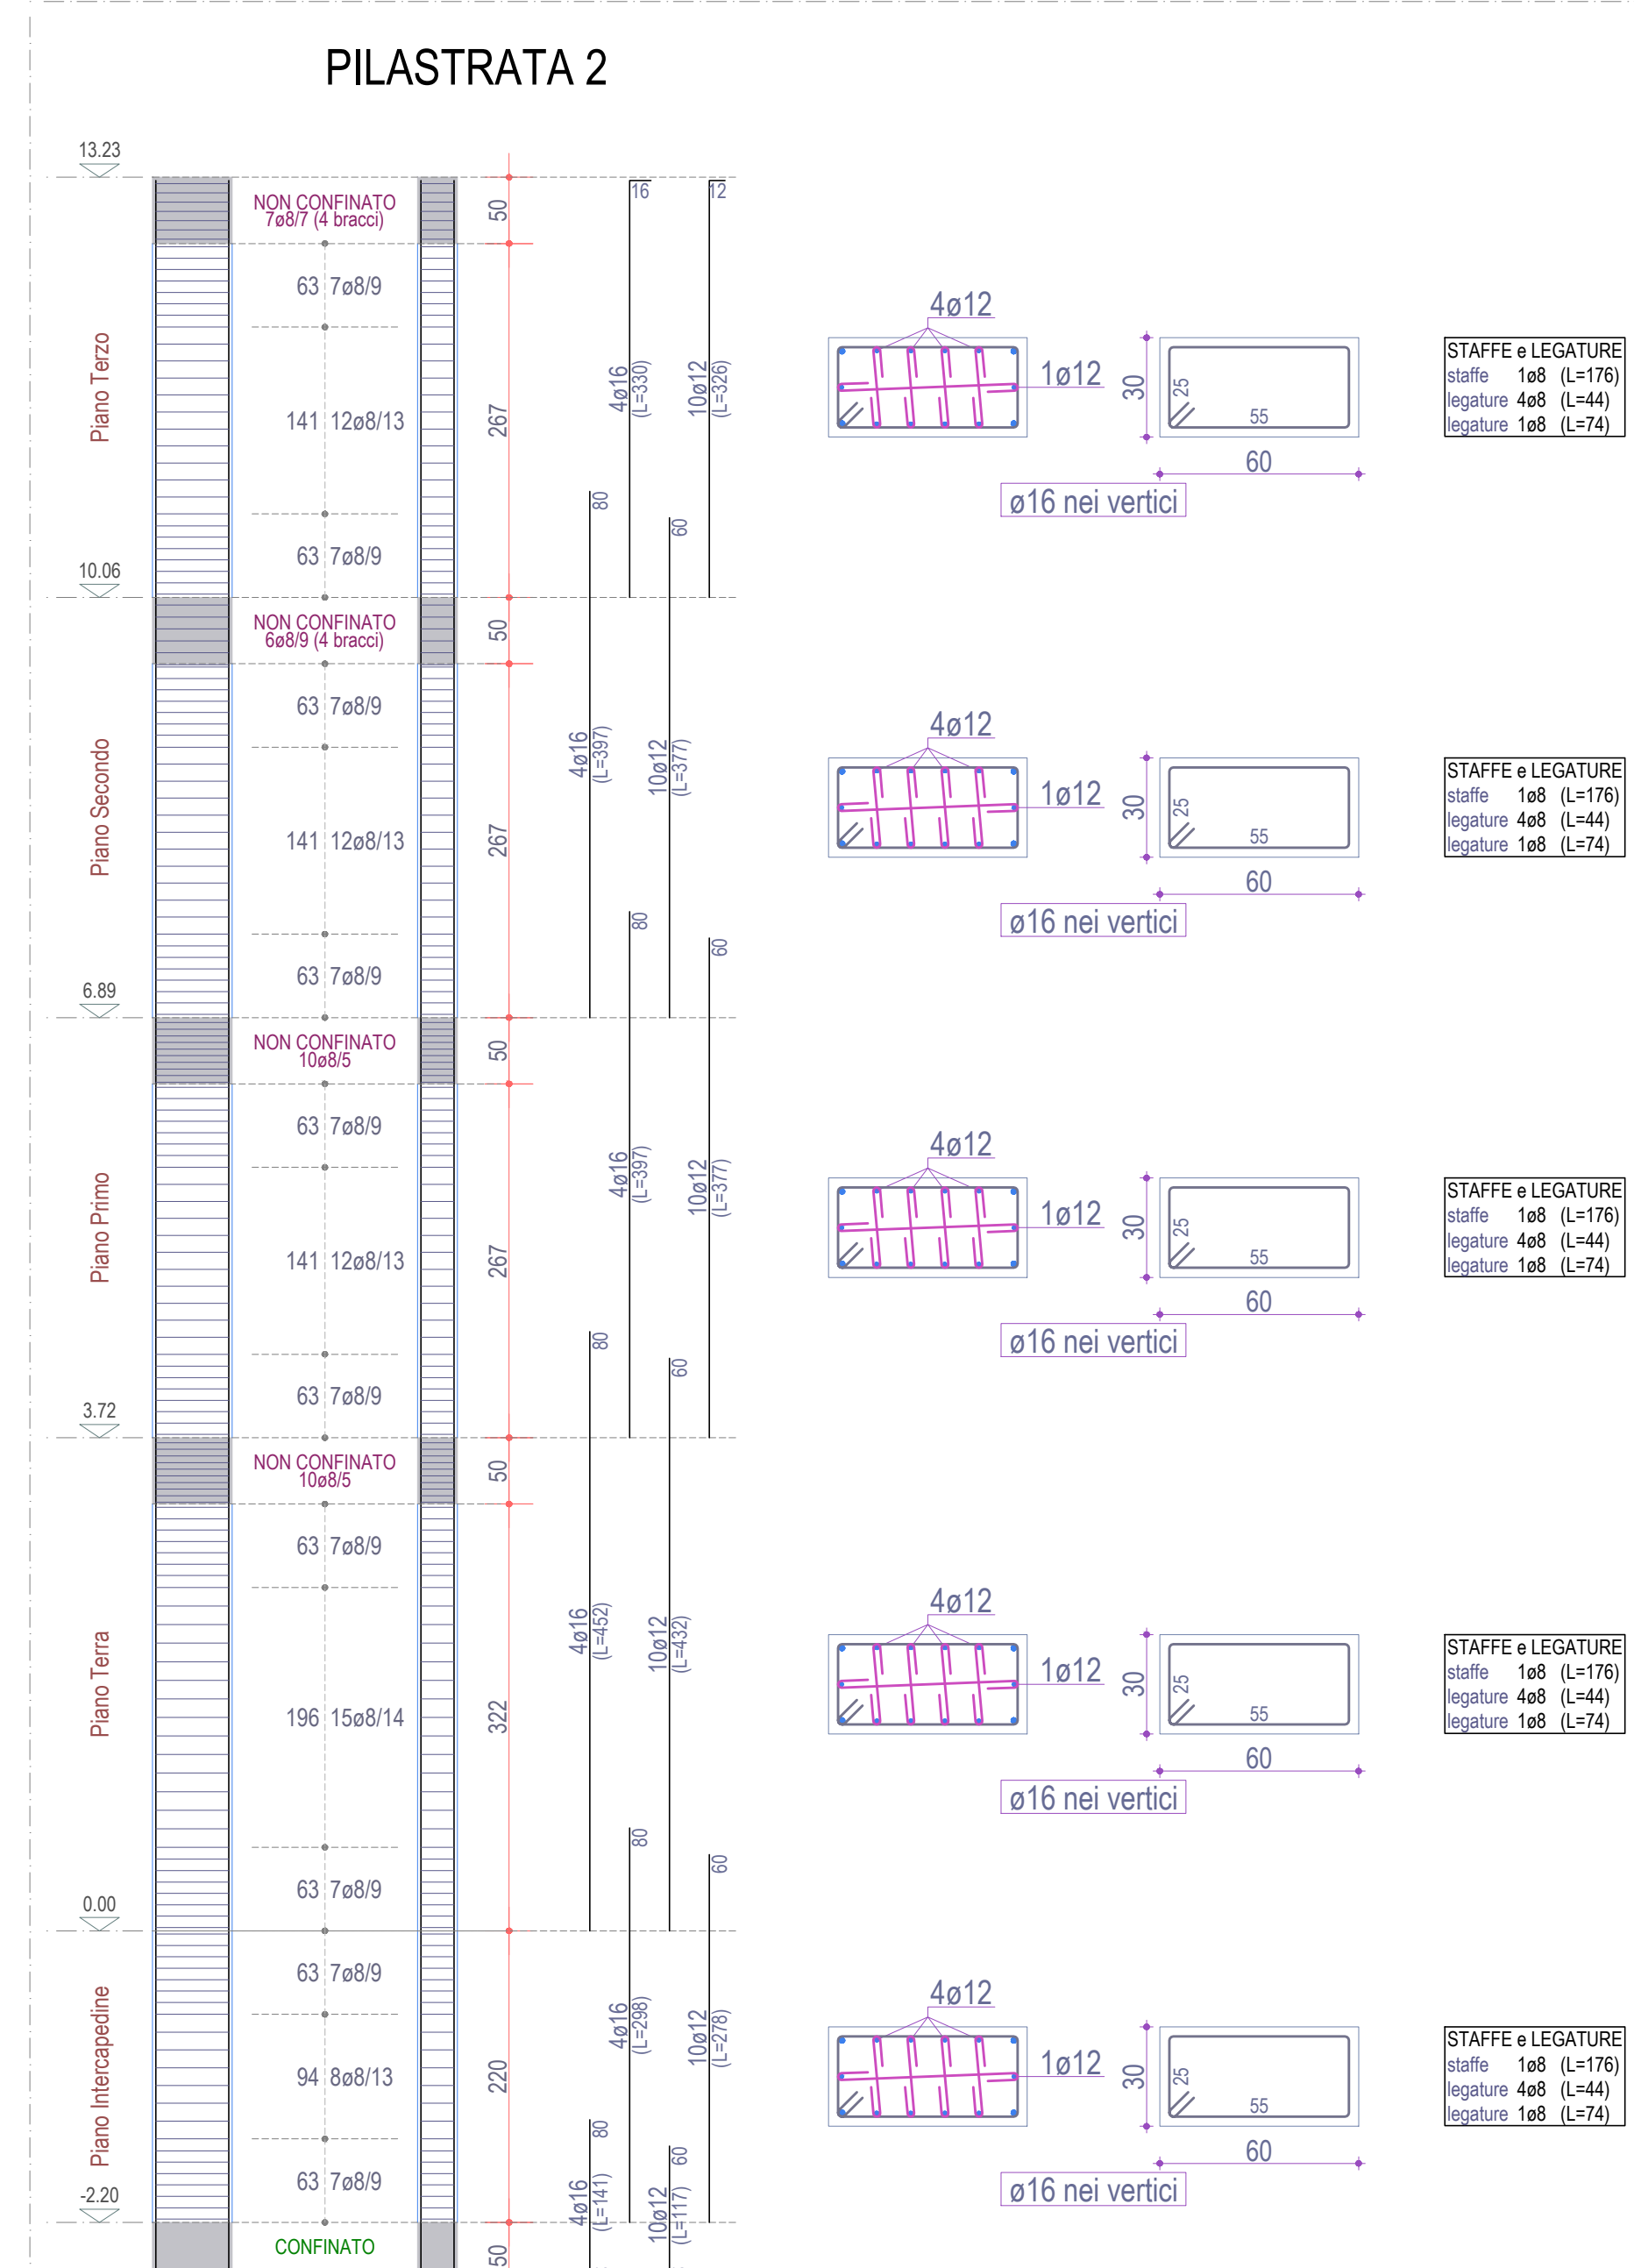 PILASTRATA 2
13.23
NON CONFINATO
7ø8/7 (4 bracci)
50
16
12
63 7ø8/9
Piano Terzo
141 12ø8/13
267
4ø16
(L=330)
10ø12
(L=326)
80
60
63 7ø8/9
4ø12
1ø12
30
25
55
60
ø16 nei vertici
STAFFE e LEGATURE
staffe 1ø8 (L=176)
legature 4ø8 (L=44)
legature 1ø8 (L=74)
10.06
NON CONFINATO
6ø8/9 (4 bracci)
50
63 7ø8/9
Piano Secondo
141 12ø8/13
267
4ø16
(L=397)
10ø12
(L=377)
80
60
63 7ø8/9
4ø12
1ø12
30
25
55
60
ø16 nei vertici
STAFFE e LEGATURE
staffe 1ø8 (L=176)
legature 4ø8 (L=44)
legature 1ø8 (L=74)
6.89
NON CONFINATO
10ø8/5
50
63 7ø8/9
Piano Primo
141 12ø8/13
267
4ø16
(L=397)
10ø12
(L=377)
80
60
63 7ø8/9
4ø12
1ø12
30
25
55
60
ø16 nei vertici
STAFFE e LEGATURE
staffe 1ø8 (L=176)
legature 4ø8 (L=44)
legature 1ø8 (L=74)
3.72
NON CONFINATO
10ø8/5
50
63 7ø8/9
Piano Terra
196 15ø8/14
322
4ø16
(L=452)
10ø12
(L=432)
80
60
63 7ø8/9
4ø12
1ø12
30
25
55
60
ø16 nei vertici
STAFFE e LEGATURE
staffe 1ø8 (L=176)
legature 4ø8 (L=44)
legature 1ø8 (L=74)
0.00
63 7ø8/9
Piano Intercapedine
94 8ø8/13
220
4ø16
(L=298)
10ø12
(L=278)
80
60
63 7ø8/9
4ø16
(L=141)
10ø12
(L=117)
4ø12
1ø12
30
25
55
60
ø16 nei vertici
STAFFE e LEGATURE
staffe 1ø8 (L=176)
legature 4ø8 (L=44)
legature 1ø8 (L=74)
-2.20
CONFINATO
50